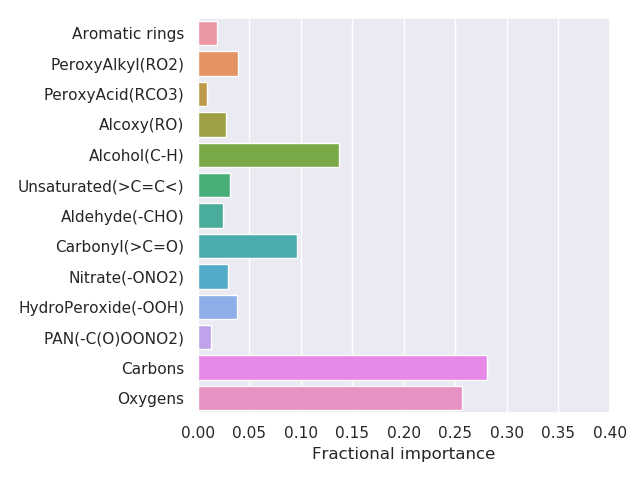 Aromatic rings
PeroxyAlkyl(RO2)
PeroxyAcid(RCO3)
Alcoxy(RO)
Alcohol(C-H)
Unsaturated(>C=C<)
Aldehyde(-CHO)
Carbonyl(>C=O)
Nitrate(-ONO2)
HydroPeroxide(-OOH)
PAN(-C(O)OONO2)
Carbons
Oxygens
0.00 0.05 0.10 0.15 0.20 0.25 0.30 0.35 0.40
Fractional importance